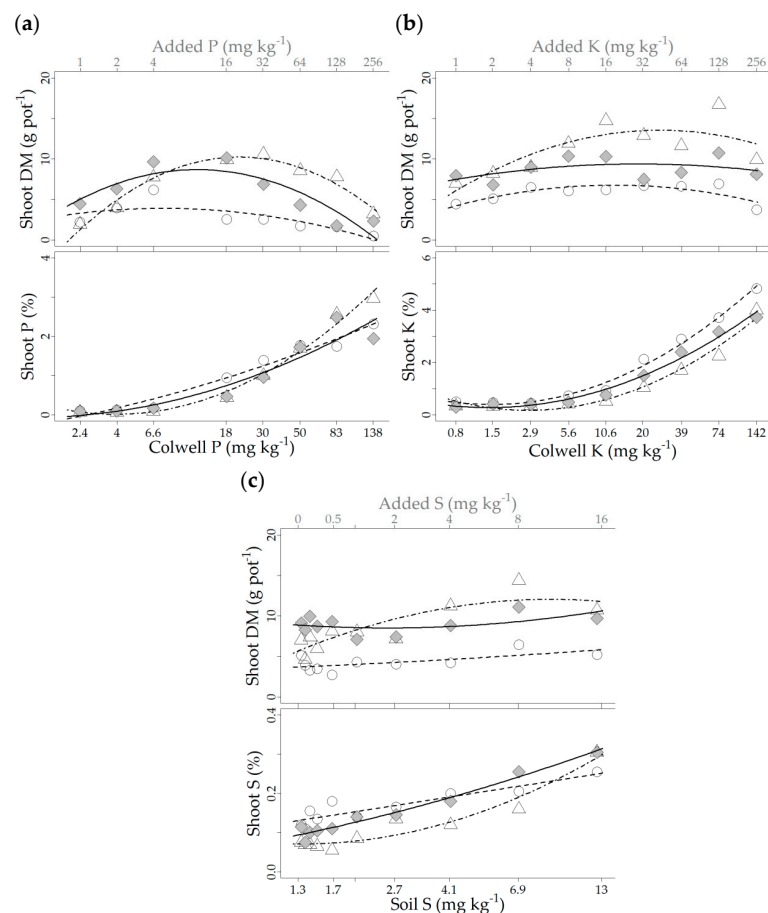 (a)
Added P (mg kg⁻¹)
1 2 4 16 32 64 128 256
Shoot DM (g pot⁻¹)
20
10
0
Shoot P (%)
4
2
0
2.4 4 6.6 18 30 50 83 138
Colwell P (mg kg⁻¹)
(b)
Added K (mg kg⁻¹)
1 2 4 8 16 32 64 128 256
Shoot DM (g pot⁻¹)
20
10
0
Shoot K (%)
6
4
2
0
0.8 1.5 2.9 5.6 10.6 20 39 74 142
Colwell K (mg kg⁻¹)
(c)
Added S (mg kg⁻¹)
0 0.5 1 2 4 8 16
Shoot DM (g pot⁻¹)
20
10
0
Shoot S (%)
0.4
0.2
0.0
1.3 1.7 2.7 4.1 6.9 13
Soil S (mg kg⁻¹)